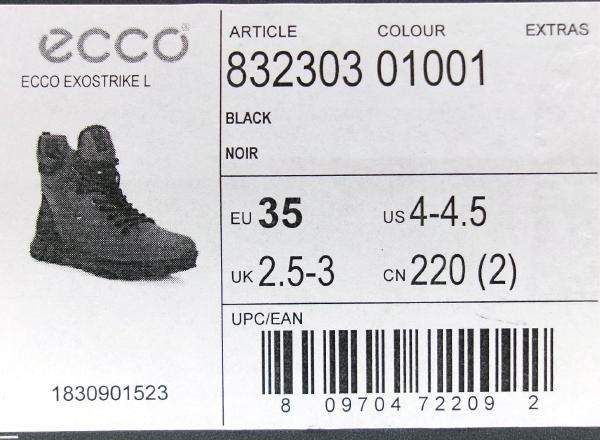 ecco®
ECCO EXOSTRIKE L
1830901523
ARTICLE COLOUR EXTRAS
832303 01001
BLACK
NOIR
EU 35 US 4-4.5
UK 2.5-3 CN 220 (2)
UPC/EAN
8 09704 72209 2